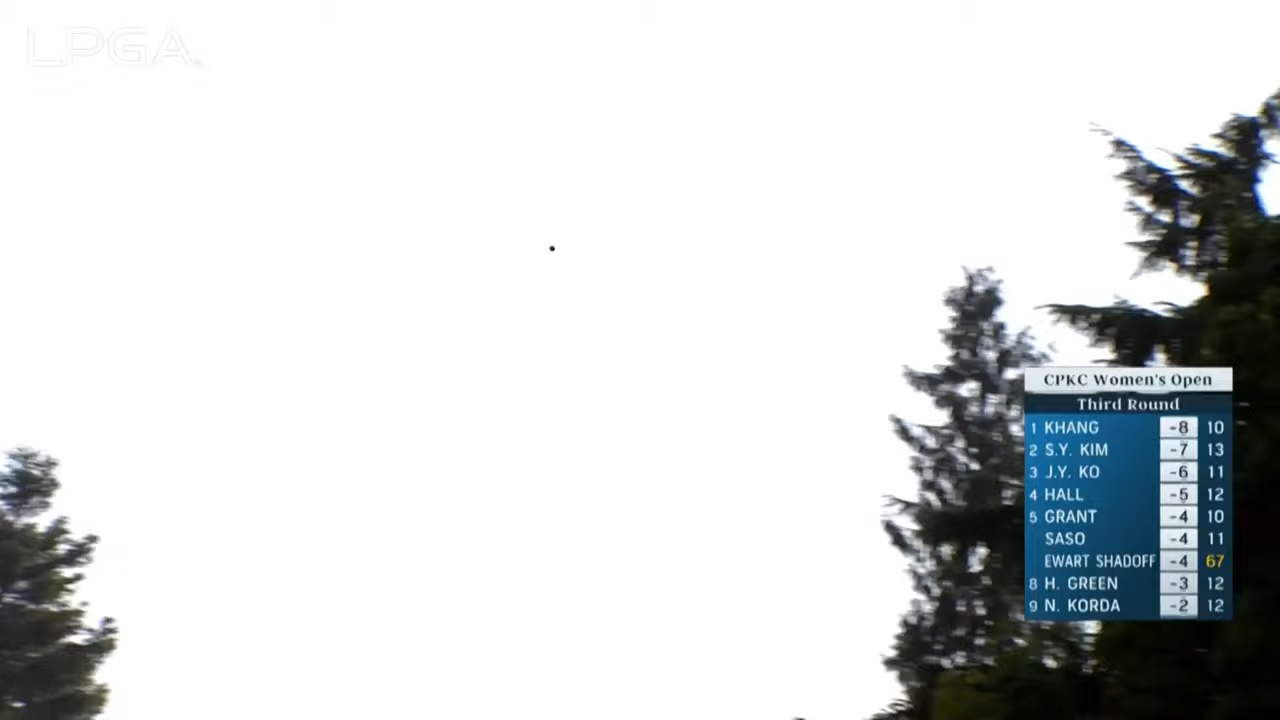 LPGA
CPKC Women's Open
Third Round
1 KHANG -8 10
2 S.Y. KIM -7 13
3 J.Y. KO -6 11
4 HALL -5 12
5 GRANT -4 10
SASO -4 11
EWART SHADOFF -4 67
8 H. GREEN -3 12
9 N. KORDA -2 12